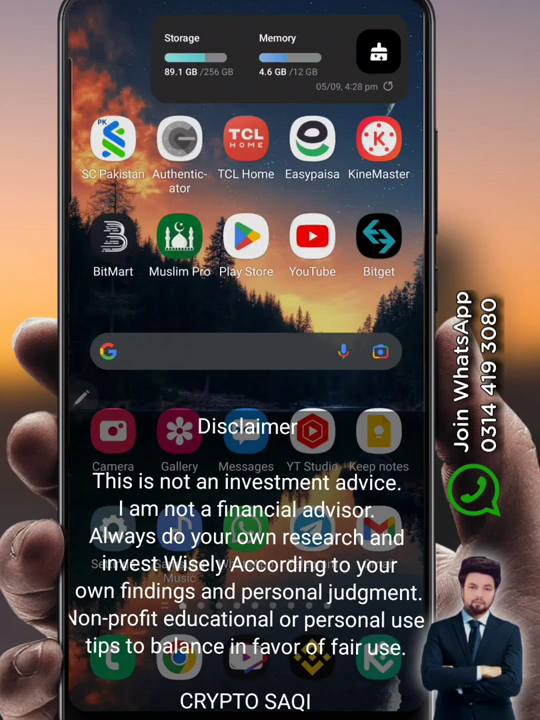 Storage
Memory
89.1 GB /256 GB
4.6 GB /12 GB
05/09, 4:28 pm
PK
TCL
HOME
SC Pakistan
Authentic-
ator
TCL Home
Easypaisa
KineMaster
BitMart
Muslim Pro
Play Store
YouTube
Bitget
Join WhatsApp
0314 419 3080
Disclaimer
Camera
Gallery
Messages
YT Studio
Keep notes
This is not an investment advice.
I am not a financial advisor.
Always do your own research and
invest Wisely According to your
Music
own findings and personal judgment.
Non-profit educational or personal use
tips to balance in favor of fair use.
CRYPTO SAQI